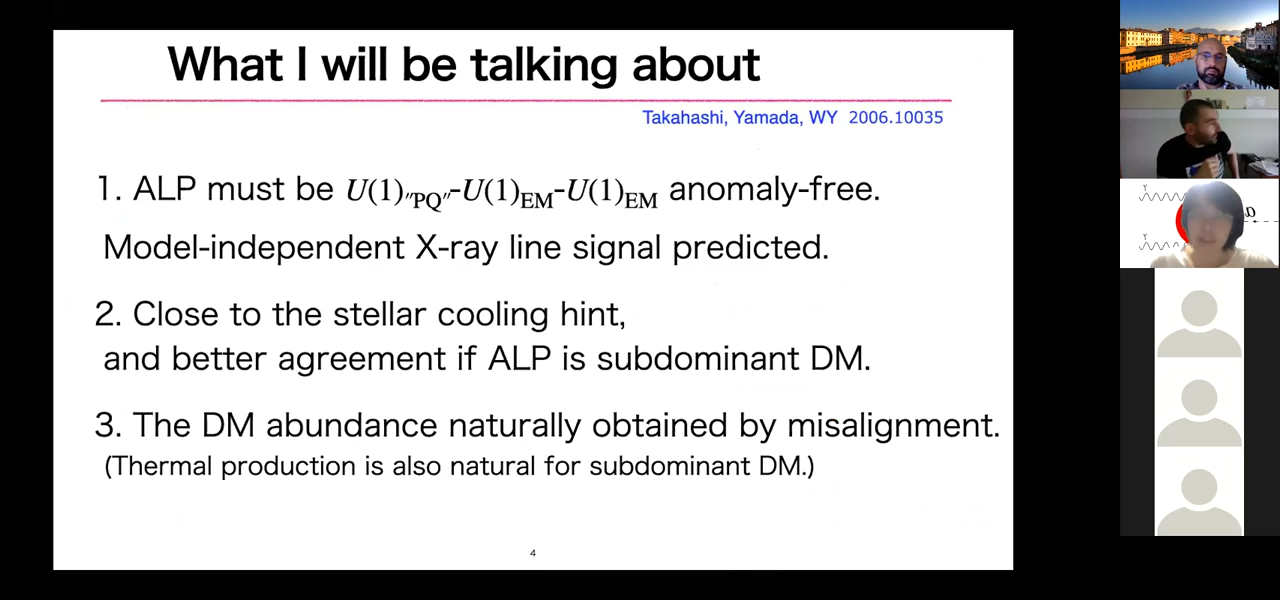 What I will be talking about
Takahashi, Yamada, WY 2006.10035
1. ALP must be U(1)"PQ"-U(1)EM-U(1)EM anomaly-free.
Model-independent X-ray line signal predicted.
2. Close to the stellar cooling hint,
and better agreement if ALP is subdominant DM.
3. The DM abundance naturally obtained by misalignment.
(Thermal production is also natural for subdominant DM.)
4